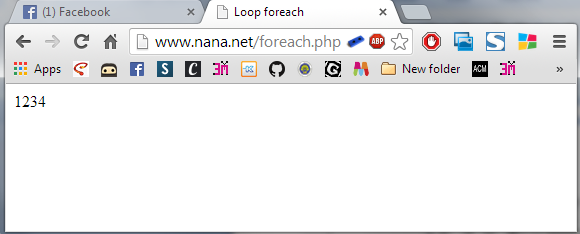 (1) Facebook
Loop foreach
www.nana.net/foreach.php
ABP
Apps
New folder
ACM
»
1234